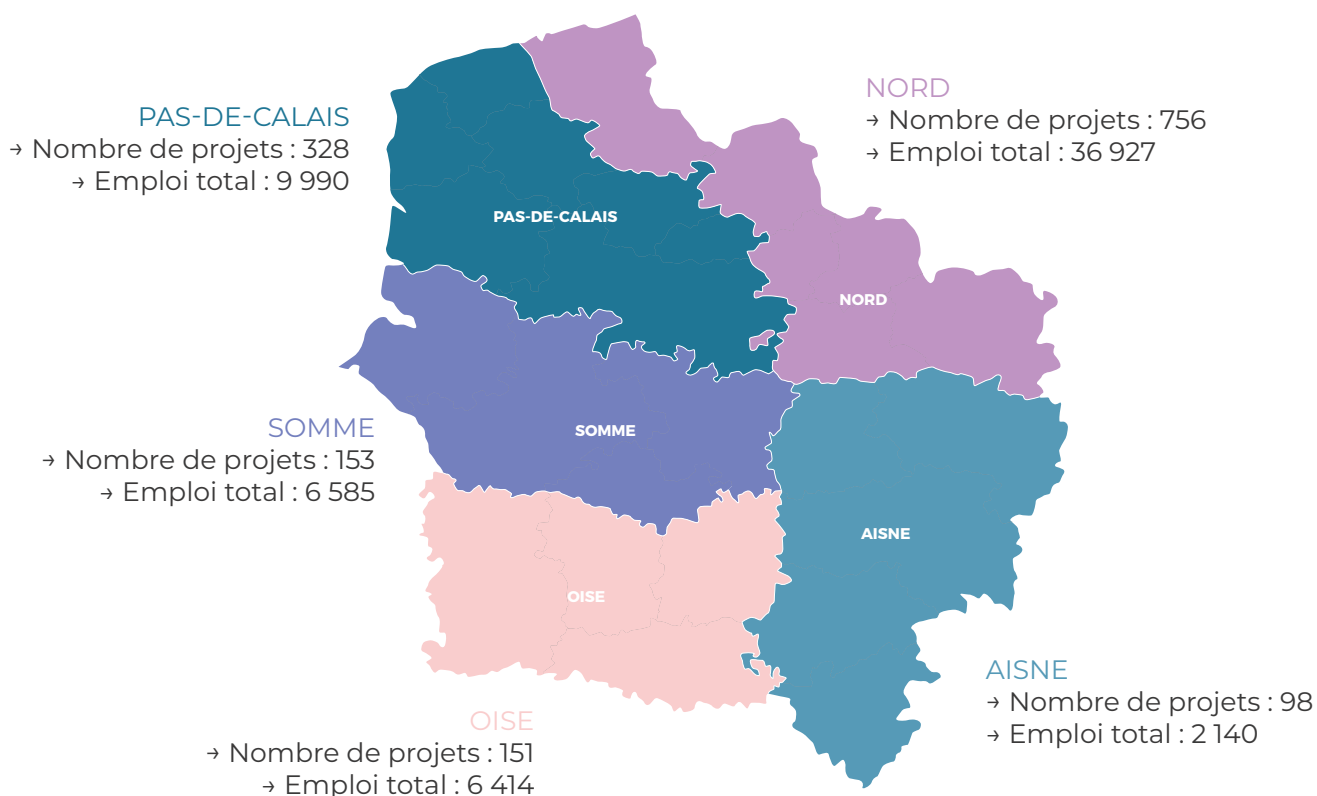 NORD
→ Nombre de projets : 756
→ Emploi total : 36 927
PAS-DE-CALAIS
→ Nombre de projets : 328
→ Emploi total : 9 990
PAS-DE-CALAIS
NORD
SOMME
→ Nombre de projets : 153
→ Emploi total : 6 585
SOMME
AISNE
OISE
AISNE
→ Nombre de projets : 98
→ Emploi total : 2 140
OISE
→ Nombre de projets : 151
→ Emploi total : 6 414